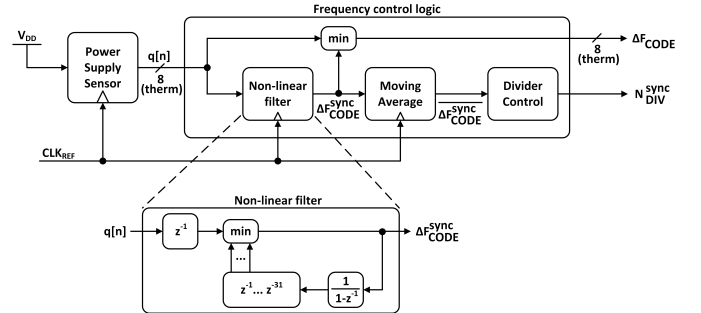 Frequency control logic
V_DD
Power
Supply
Sensor
q[n]
8
(therm)
min
8
(therm)
ΔF_CODE
Non-linear
filter
ΔF^sync_CODE
Moving
Average
ΔF^sync_CODE
Divider
Control
N^sync_DIV
CLK_REF
Non-linear filter
q[n]
z^-1
min
ΔF^sync_CODE
...
z^-1... z^-31
1
1-z^-1